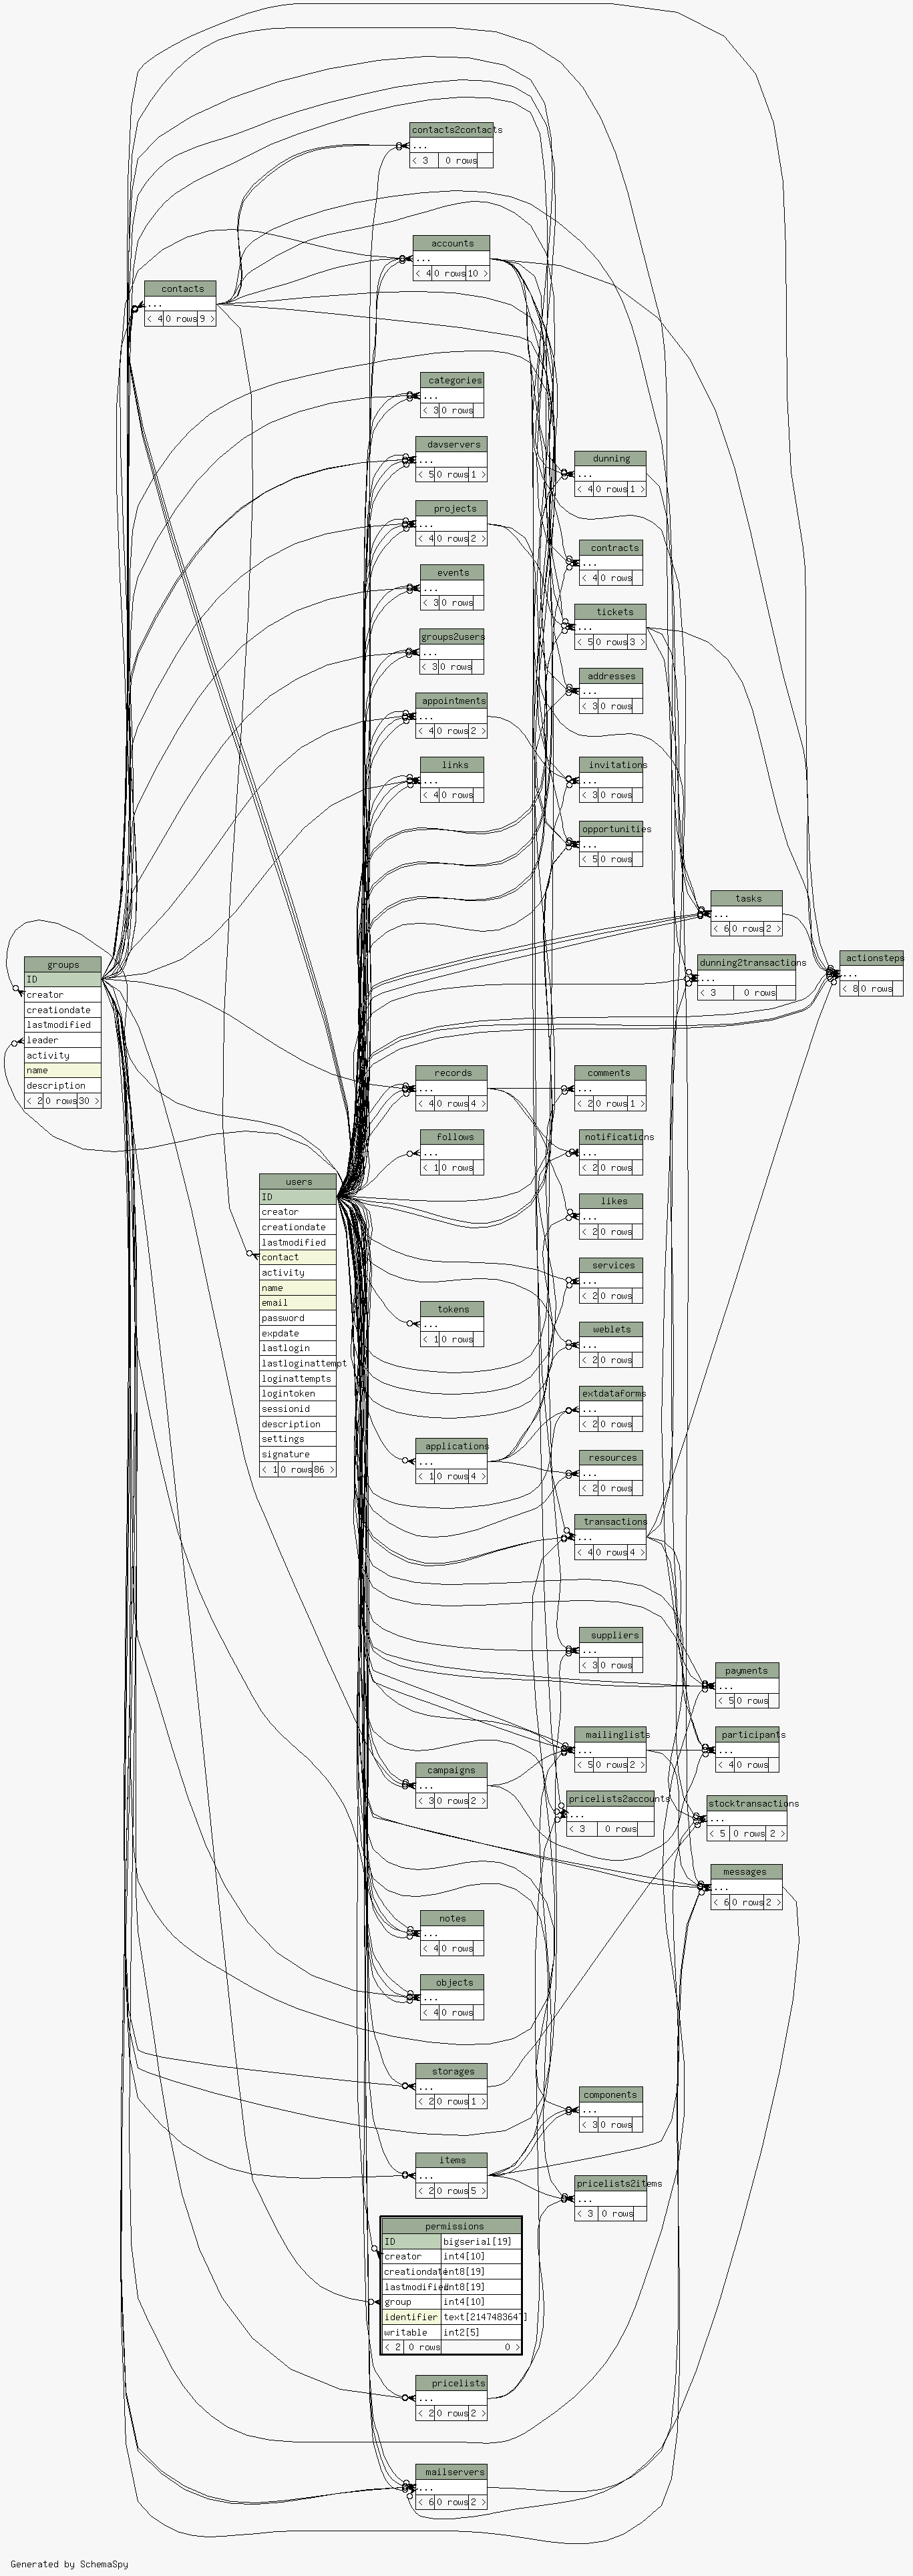 contacts2contacts
...
< 3 0 rows
accounts
...
< 4 0 rows 10 >
contacts
...
< 4 0 rows 9 >
categories
...
< 3 0 rows
davservers
...
< 5 0 rows 1 >
dunning
...
< 4 0 rows 1 >
projects
...
< 4 0 rows 2 >
contracts
...
< 4 0 rows
events
...
< 3 0 rows
tickets
...
< 5 0 rows 3 >
groups2users
...
< 3 0 rows
addresses
...
< 3 0 rows
appointments
...
< 4 0 rows 2 >
links
...
< 4 0 rows
invitations
...
< 3 0 rows
opportunities
...
< 5 0 rows
tasks
...
< 6 0 rows 2 >
dunning2transactions
...
< 3 0 rows
actionsteps
...
< 8 0 rows
groups
ID
creator
creationdate
lastmodified
leader
activity
name
description
< 2 0 rows 30 >
records
...
< 4 0 rows 4 >
comments
...
< 2 0 rows 1 >
follows
...
< 1 0 rows
notifications
...
< 2 0 rows
users
ID
creator
creationdate
lastmodified
contact
activity
name
email
password
expdate
lastlogin
lastloginattempt
loginattempts
logintoken
sessionid
description
settings
signature
< 1 0 rows 86 >
likes
...
< 2 0 rows
services
...
< 2 0 rows
tokens
...
< 1 0 rows
weblets
...
< 2 0 rows
extdataforms
...
< 2 0 rows
applications
...
< 1 0 rows 4 >
resources
...
< 2 0 rows
transactions
...
< 4 0 rows 4 >
suppliers
...
< 3 0 rows
payments
...
< 5 0 rows
mailinglists
...
< 5 0 rows 2 >
participants
...
< 4 0 rows
campaigns
...
< 3 0 rows 2 >
pricelists2accounts
...
< 3 0 rows
stocktransactions
...
< 5 0 rows 2 >
messages
...
< 6 0 rows 2 >
notes
...
< 4 0 rows
objects
...
< 4 0 rows
storages
...
< 2 0 rows 1 >
components
...
< 3 0 rows
items
...
< 2 0 rows 5 >
pricelists2items
...
< 3 0 rows
permissions
ID bigserial[19]
creator int4[10]
creationdate int8[19]
lastmodified int8[19]
group int4[10]
identifier text[2147483647]
writable int2[5]
< 2 0 rows 0 >
pricelists
...
< 2 0 rows 2 >
mailservers
...
< 6 0 rows 2 >
Generated by SchemaSpy